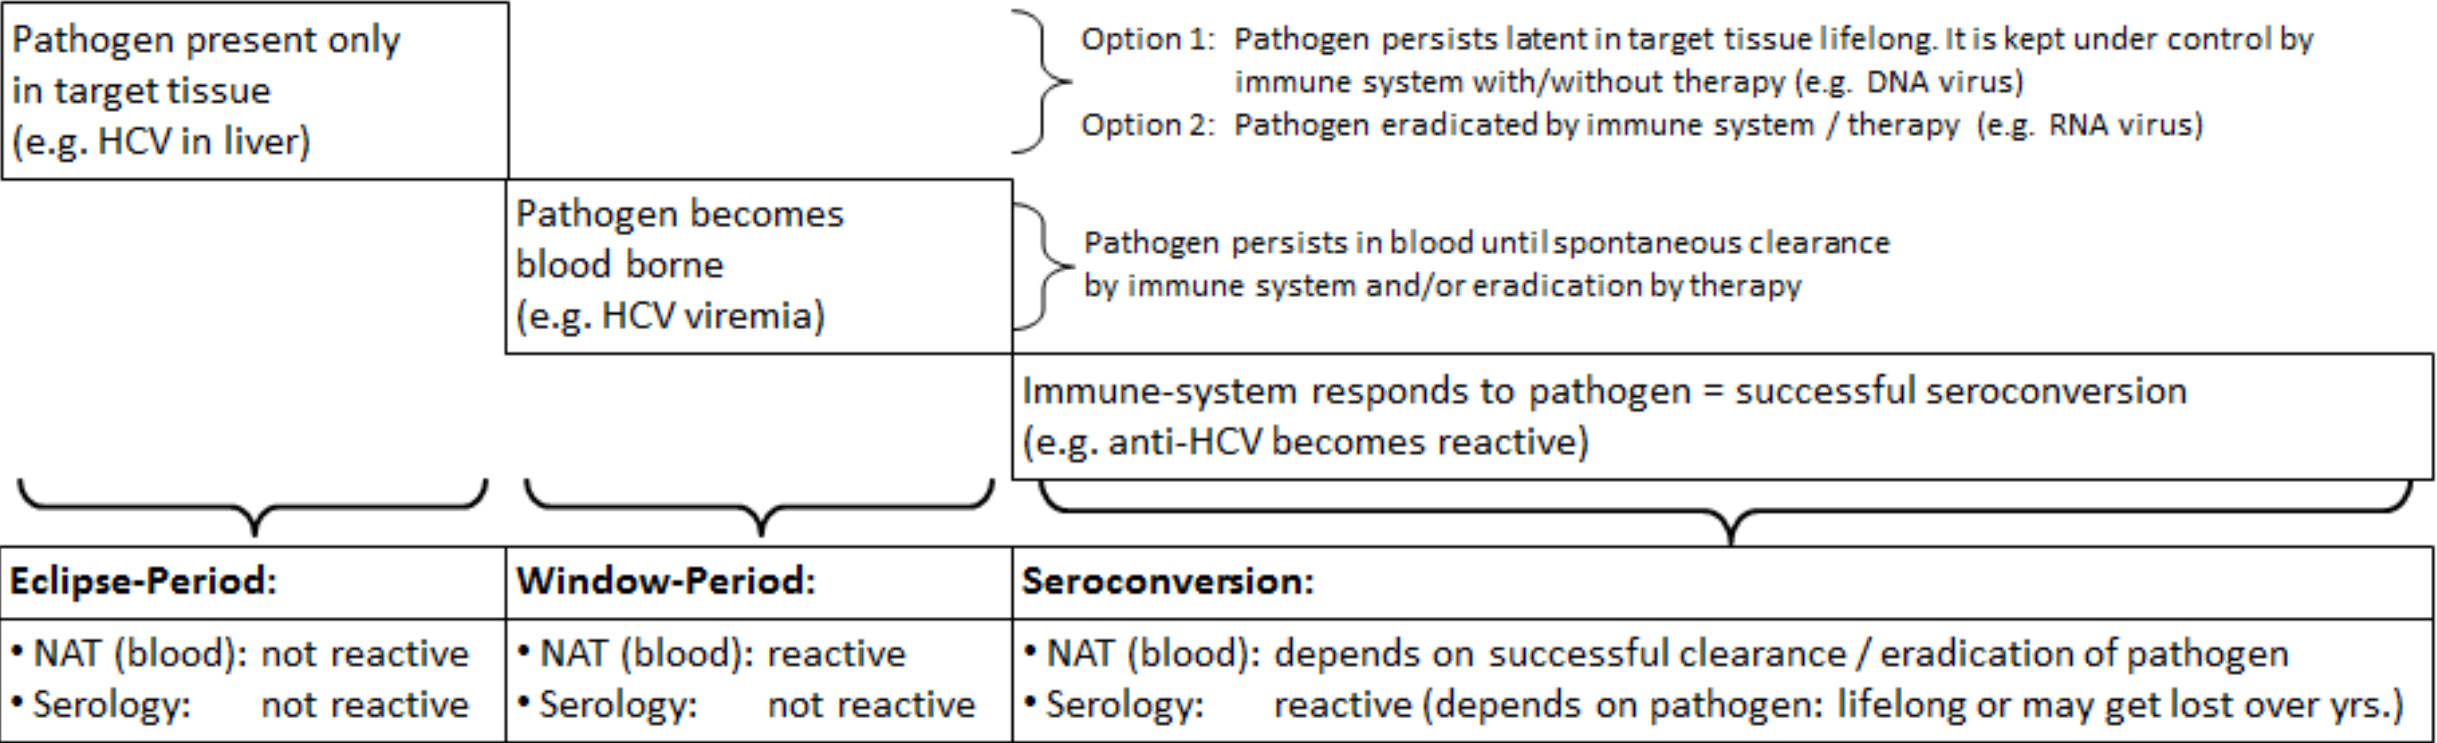 Pathogen present only
in target tissue
(e.g. HCV in liver)
Option 1: Pathogen persists latent in target tissue lifelong. It is kept under control by
immune system with/without therapy (e.g. DNA virus)
Option 2: Pathogen eradicated by immune system / therapy (e.g. RNA virus)
Pathogen becomes
blood borne
(e.g. HCV viremia)
Pathogen persists in blood until spontaneous clearance
by immune system and/or eradication by therapy
Immune-system responds to pathogen = successful seroconversion
(e.g. anti-HCV becomes reactive)
Eclipse-Period:
• NAT (blood): not reactive
• Serology: not reactive
Window-Period:
• NAT (blood): reactive
• Serology: not reactive
Seroconversion:
• NAT (blood): depends on successful clearance / eradication of pathogen
• Serology: reactive (depends on pathogen: lifelong or may get lost over yrs.)